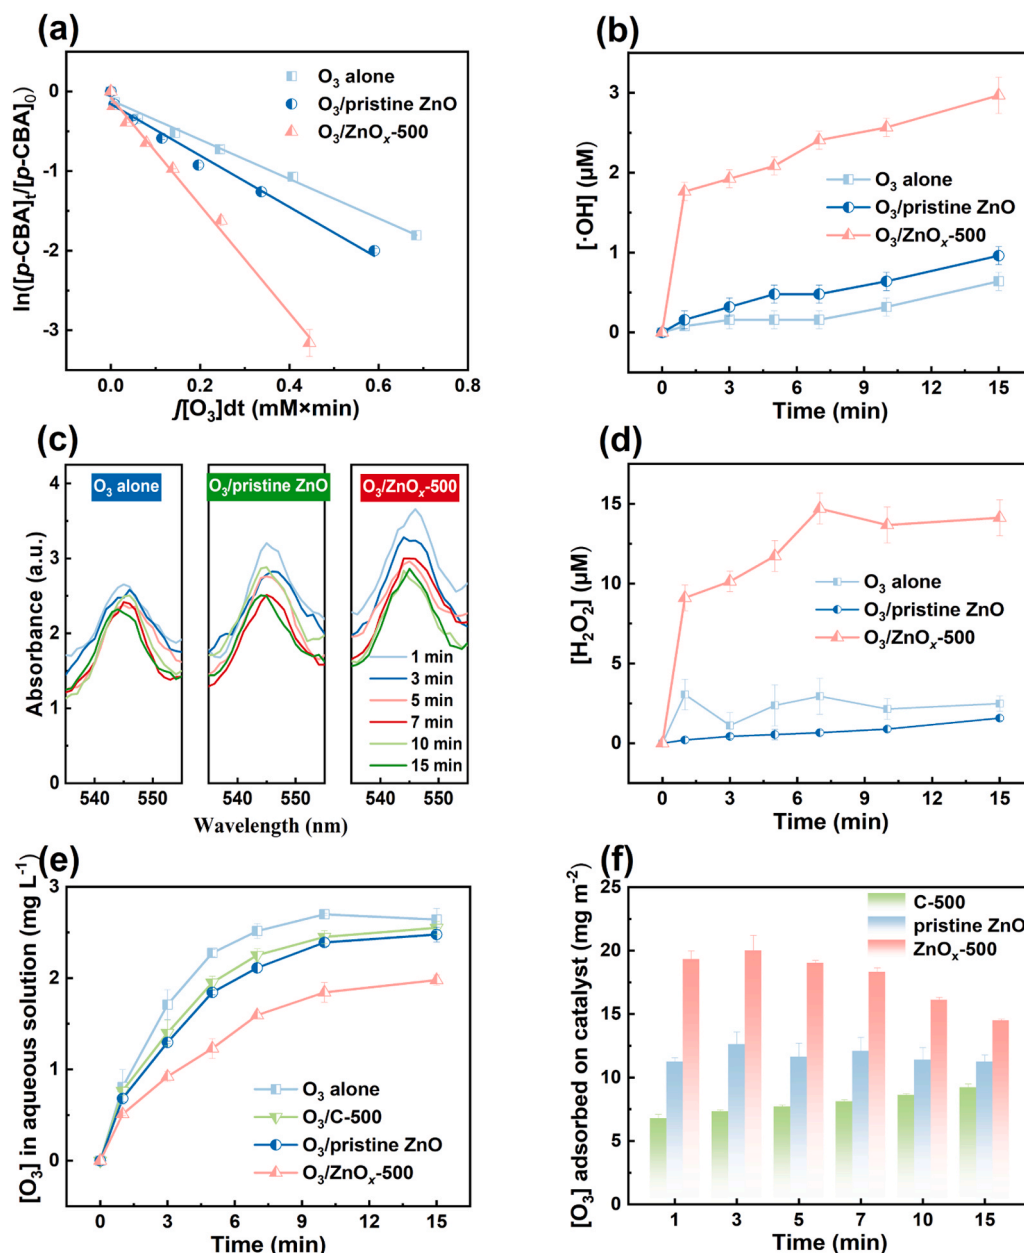 (a)
ln([p-CBA]t/[p-CBA]0)
0
-1
-2
-3
O3 alone
O3/pristine ZnO
O3/ZnOx-500
0.0 0.2 0.4 0.6 0.8
∫[O3]dt (mM×min)
(b)
[·OH] (μM)
3
2
1
0
O3 alone
O3/pristine ZnO
O3/ZnOx-500
0 3 6 9 12 15
Time (min)
(c)
Absorbance (a.u.)
4
3
2
1
0
O3 alone
O3/pristine ZnO
O3/ZnOx-500
1 min
3 min
5 min
7 min
10 min
15 min
540 550 540 550 540 550
Wavelength (nm)
(d)
[H2O2] (μM)
15
10
5
0
O3 alone
O3/pristine ZnO
O3/ZnOx-500
0 3 6 9 12 15
Time (min)
(e)
[O3] in aqueous solution (mg L-1)
3
2
1
0
O3 alone
O3/C-500
O3/pristine ZnO
O3/ZnOx-500
0 3 6 9 12 15
Time (min)
(f)
[O3] adsorbed on catalyst (mg m-2)
25
20
15
10
5
0
C-500
pristine ZnO
ZnOx-500
1 3 5 7 10 15
Time (min)